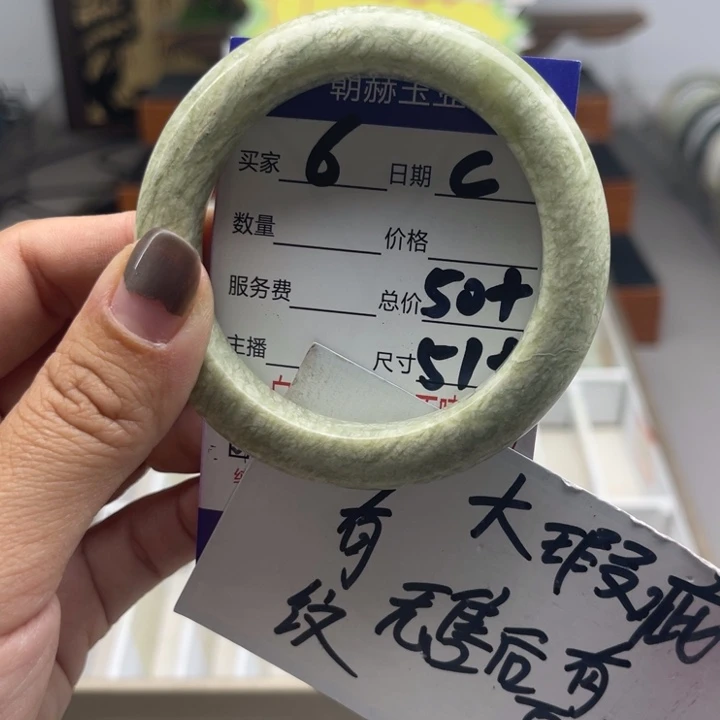 朝赫玉
买家 6 日期 C
数量 价格
服务费 总价 50+
主播 尺寸 51+
有 大瑕疵
纹 无售后有